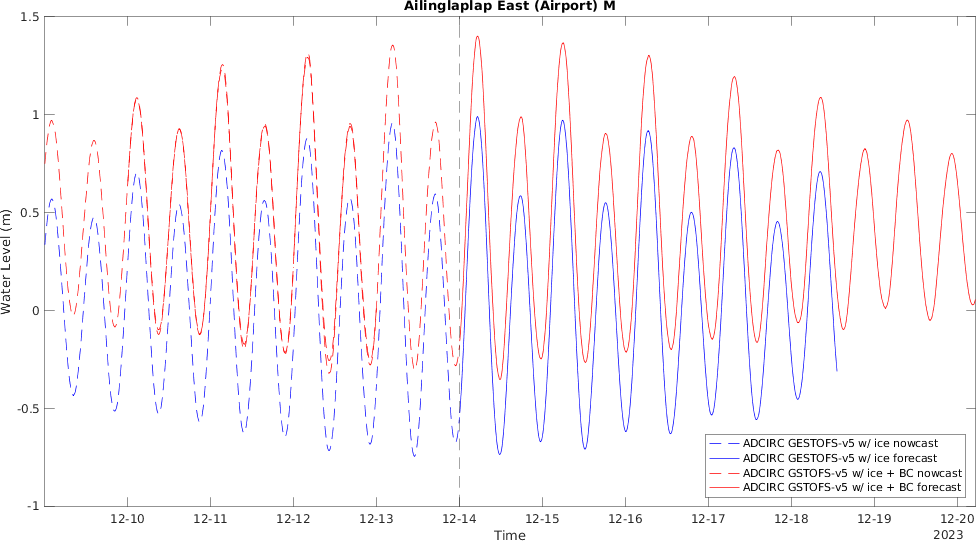 Ailinglaplap East (Airport) M
Water Level (m)
1.5
1
0.5
0
-0.5
-1
ADCIRC GESTOFS-v5 w/ ice nowcast
ADCIRC GESTOFS-v5 w/ ice forecast
ADCIRC GSTOFS-v5 w/ ice + BC nowcast
ADCIRC GSTOFS-v5 w/ ice + BC forecast
12-10 12-11 12-12 12-13 12-14 12-15 12-16 12-17 12-18 12-19 12-20
Time
2023